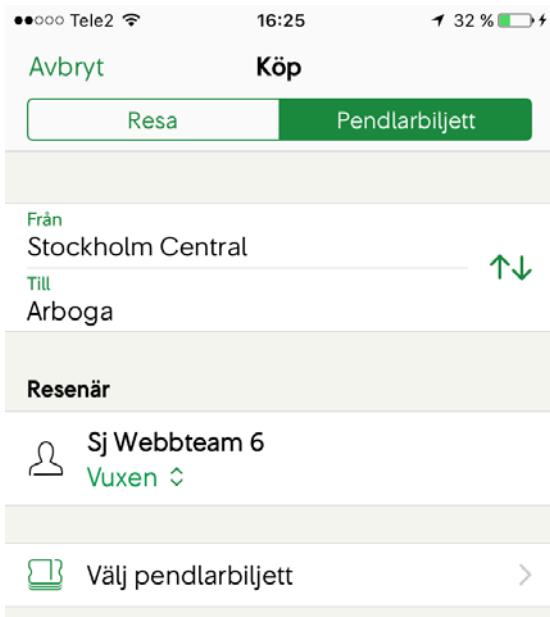 ●●○○○ Tele2 16:25 32 %
Avbryt Köp
Resa Pendlarbiljett
Från
Stockholm Central
Till
Arboga
Resenär
Sj Webbteam 6
Vuxen
Välj pendlarbiljett